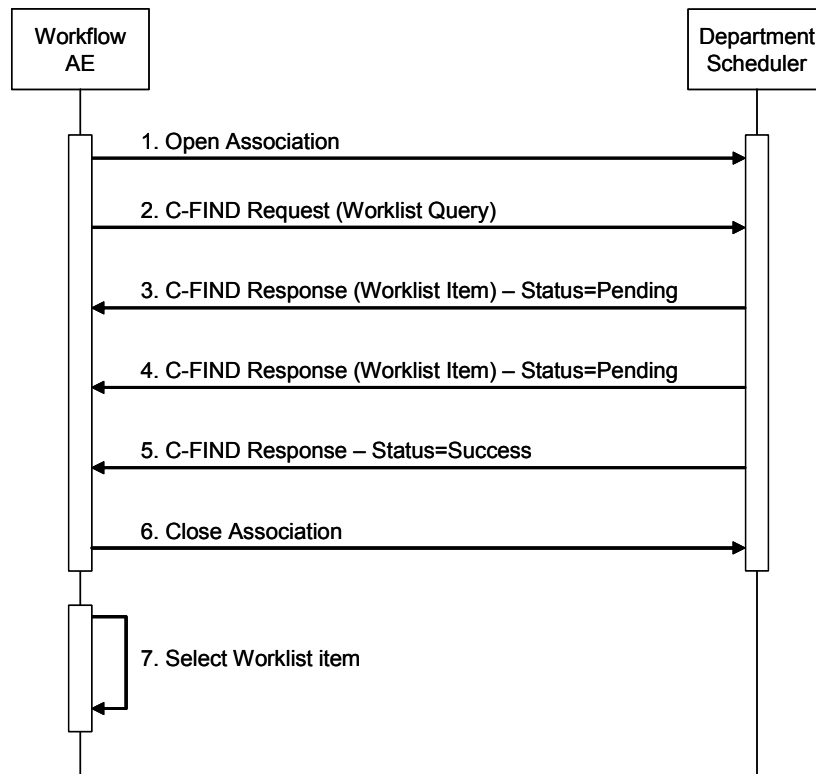 Workflow
AE
Department
Scheduler
1. Open Association
2. C-FIND Request (Worklist Query)
3. C-FIND Response (Worklist Item) – Status=Pending
4. C-FIND Response (Worklist Item) – Status=Pending
5. C-FIND Response – Status=Success
6. Close Association
7. Select Worklist item